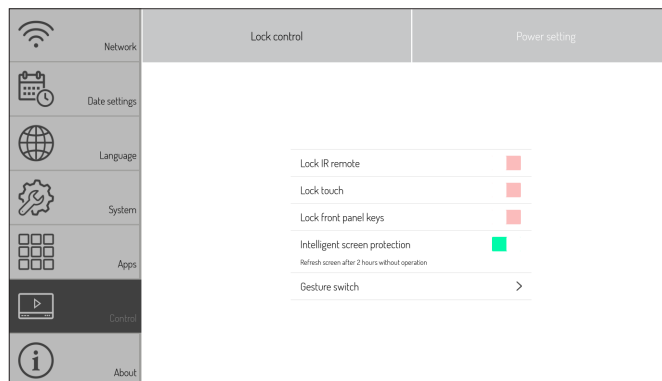 Network
Date settings
Language
System
Apps
Control
About
Lock control
Power setting
Lock IR remote
Lock touch
Lock front panel keys
Intelligent screen protection
Refresh screen after 2 hours without operation
Gesture switch